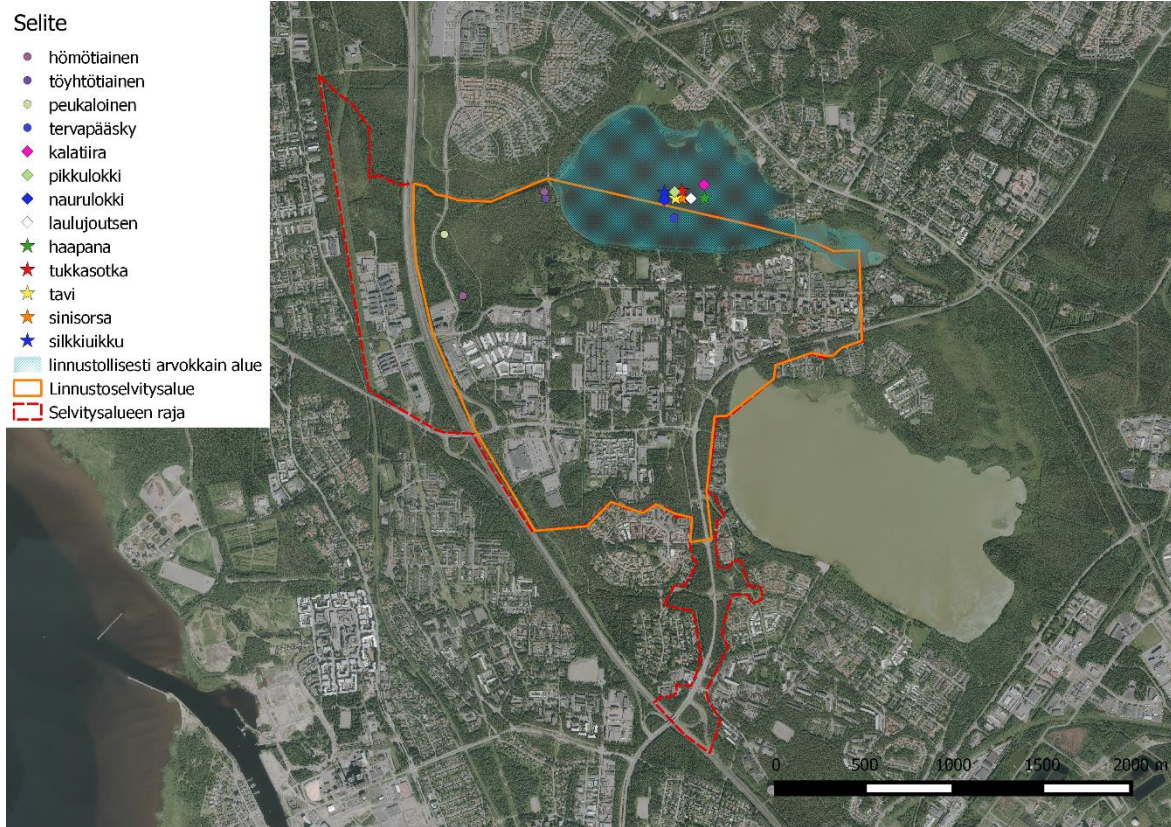 Selite
hömötiainen
töyhtötiainen
peukaloinen
tervapääsky
kalatiira
pikkulokki
naurulokki
laulujoutsen
haapana
tukkasotka
tavi
sinisorsa
silkkiuikku
linnustollisesti arvokkain alue
Linnustoselvitysalue
Selvitysalueen raja
0 500 1000 1500 2000 m